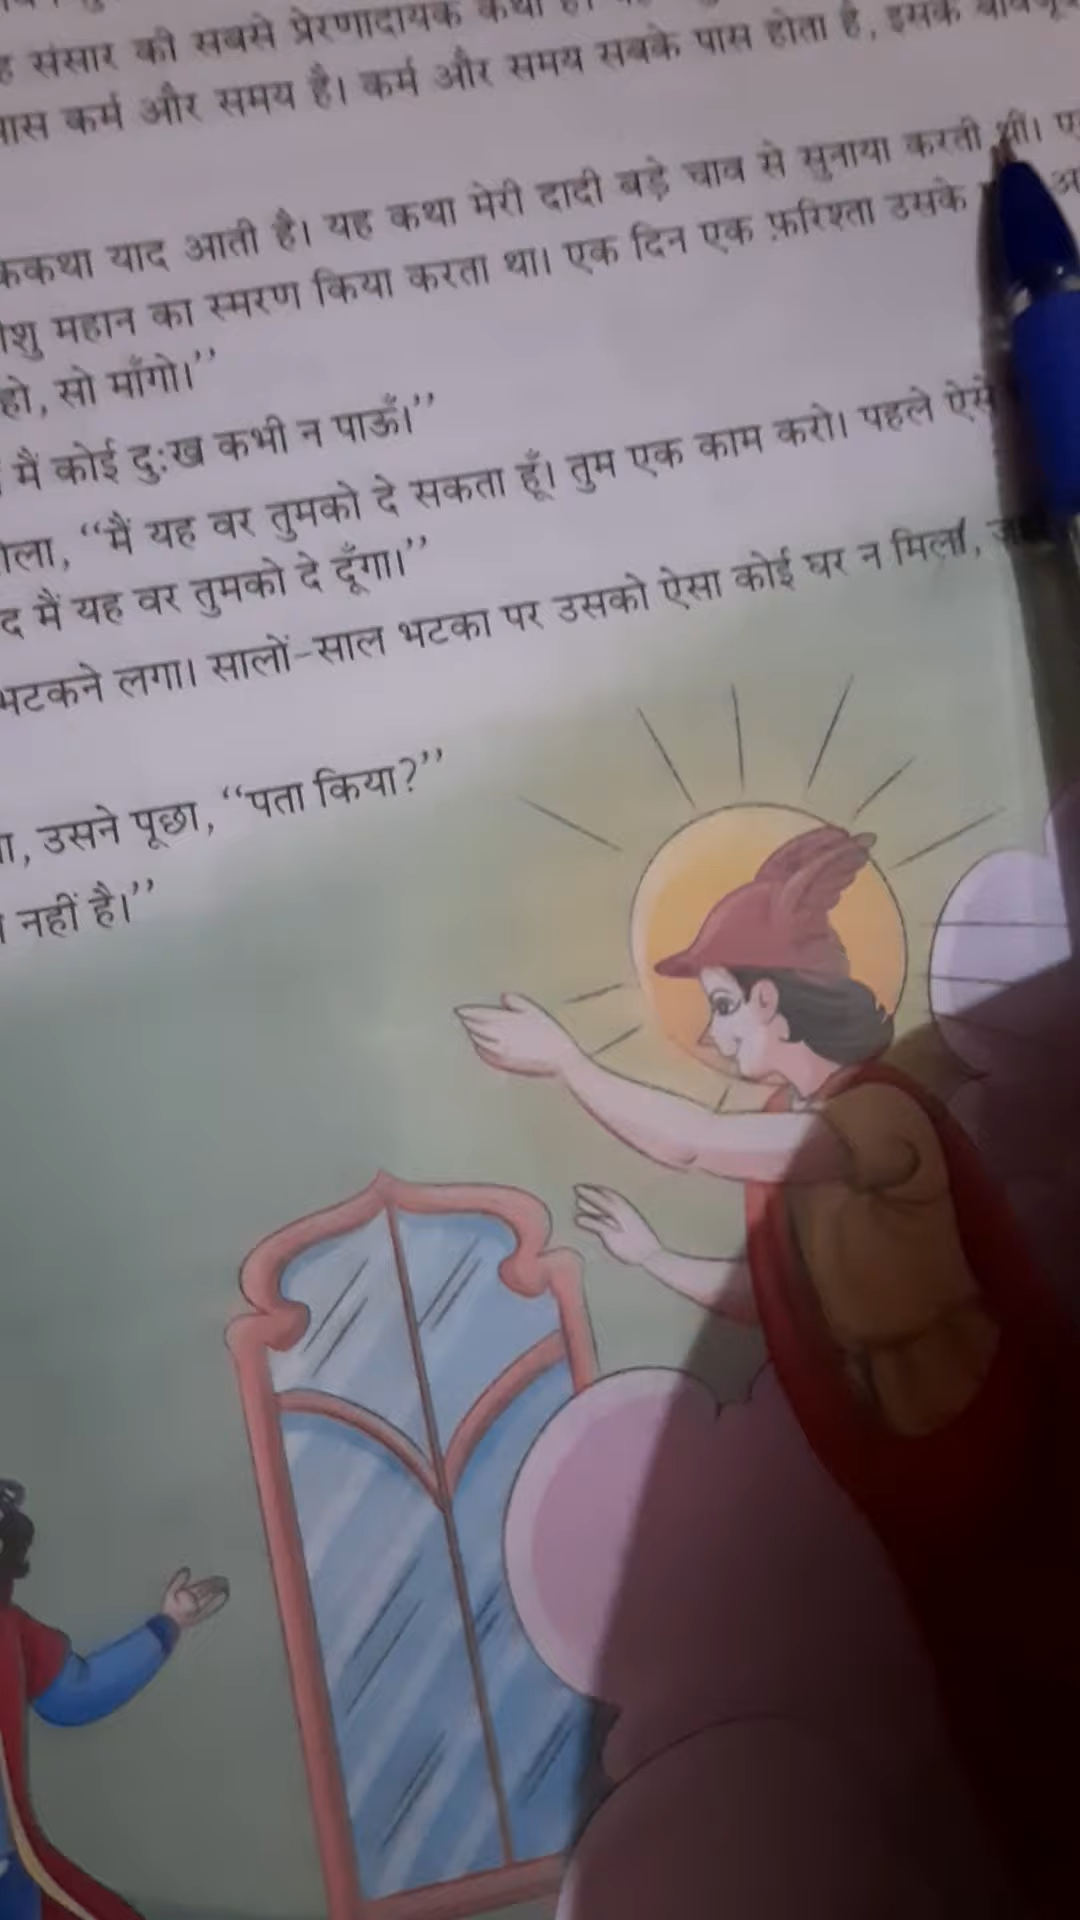 संसार की सबसे प्रेरणादायक कथा है।
पास कर्म और समय है। कर्म और समय सबके पास होता है, इसके बावजूद
याद आती है। यह कथा मेरी दादी बड़े चाव से सुनाया करती थीं।
महान का स्मरण किया करता था। एक दिन एक फ़रिश्ता उसके
हो, सो माँगो।”
मैं कोई दुःख कभी न पाऊँ।”
“मैं यह वर तुमको दे सकता हूँ। तुम एक काम करो। पहले ऐसे
मैं यह वर तुमको दे दूँगा।”
भटकने लगा। सालों-साल भटका पर उसको ऐसा कोई घर न मिला,
उसने पूछा, “पता किया?”
नहीं है।”